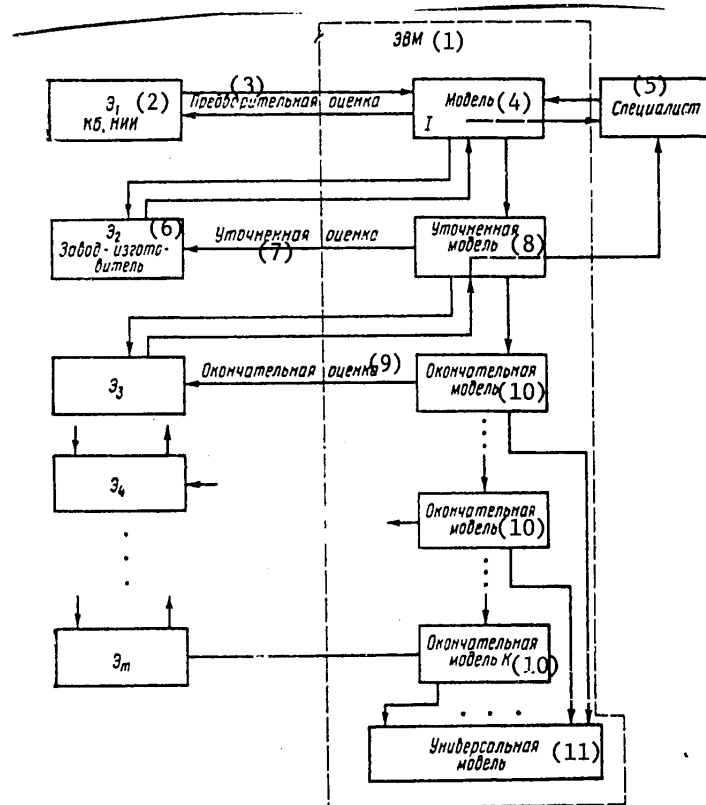 ЭВМ (1)
Э₁ (2)
КБ, НИИ
(3)
оценка
Модель (4)
I
(5)
Специалист
Э₂ (6)
Завод-изгото-
витель
Уточненная оценка
(7)
Уточненная
модель (8)
Э₃
Окончательная оценка (9)
Окончательная
модель (10)
Э₄
Окончательная
модель (10)
Эm
Окончательная
модель К (10)
Универсальная
модель (11)